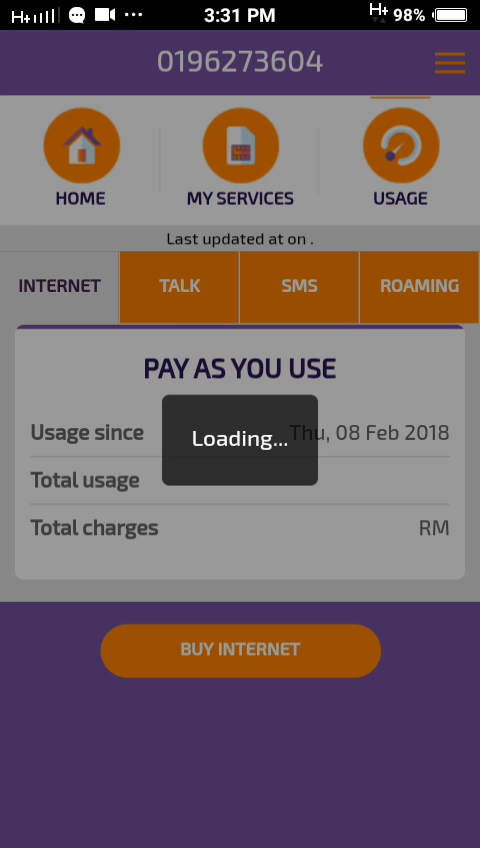 H+ 3:31 PM H+ 98%
0196273604
HOME MY SERVICES USAGE
Last updated at on .
INTERNET TALK SMS ROAMING
PAY AS YOU USE
Usage since Thu, 08 Feb 2018
Loading...
Total usage
Total charges RM
BUY INTERNET